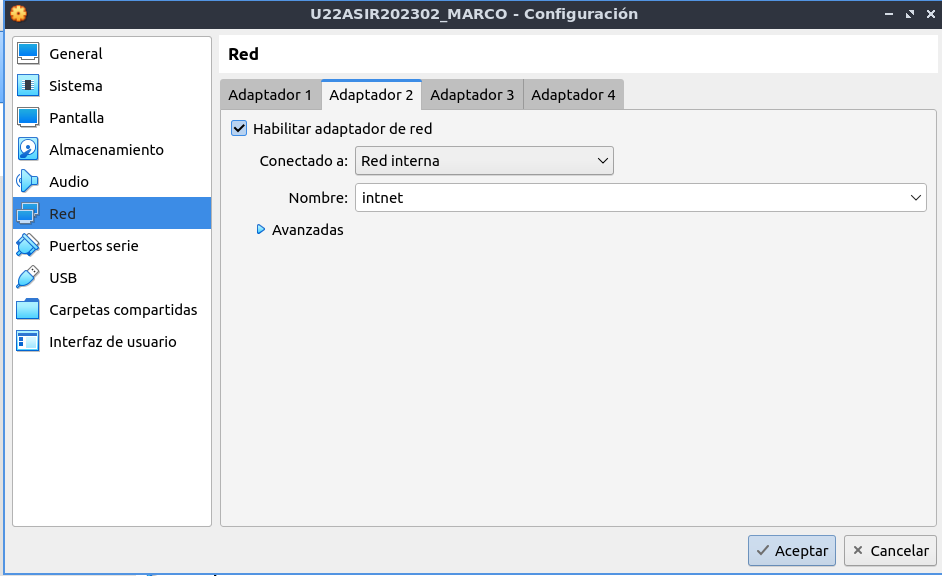 U22ASIR202302_MARCO - Configuración
General
Sistema
Pantalla
Almacenamiento
Audio
Red
Puertos serie
USB
Carpetas compartidas
Interfaz de usuario
Red
Adaptador 1 Adaptador 2 Adaptador 3 Adaptador 4
Habilitar adaptador de red
Conectado a: Red interna
Nombre: intnet
Avanzadas
Aceptar Cancelar